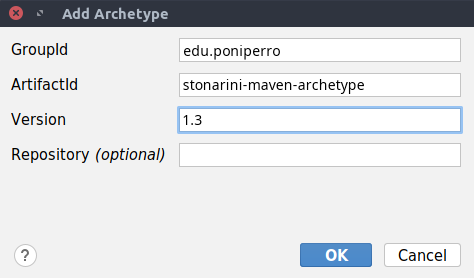 Add Archetype
GroupId edu.poniperro
ArtifactId stonarini-maven-archetype
Version 1.3
Repository (optional)
? OK Cancel